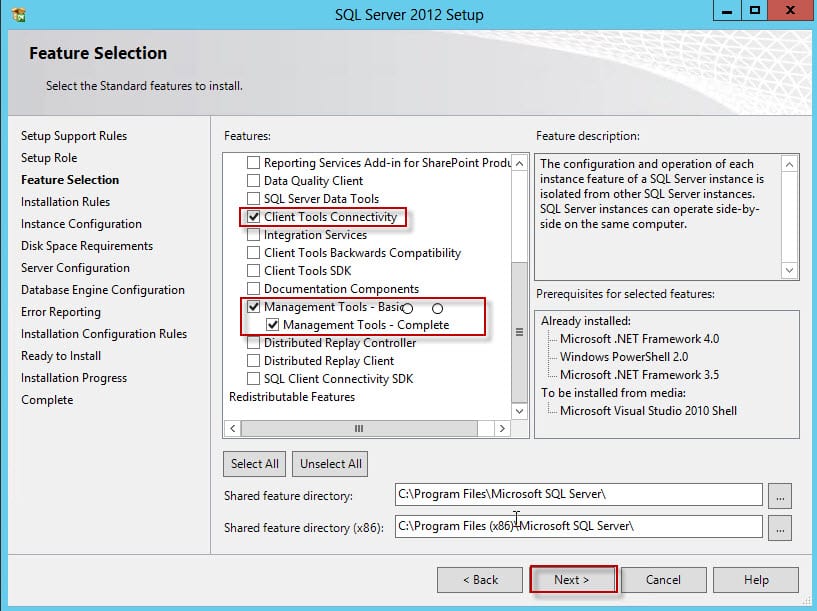 SQL Server 2012 Setup
Feature Selection
Select the Standard features to install.
Setup Support Rules
Setup Role
Feature Selection
Installation Rules
Instance Configuration
Disk Space Requirements
Server Configuration
Database Engine Configuration
Error Reporting
Installation Configuration Rules
Ready to Install
Installation Progress
Complete
Features:
Reporting Services Add-in for SharePoint Produ
Data Quality Client
SQL Server Data Tools
Client Tools Connectivity
Integration Services
Client Tools Backwards Compatibility
Client Tools SDK
Documentation Components
Management Tools - Basic
Management Tools - Complete
Distributed Replay Controller
Distributed Replay Client
SQL Client Connectivity SDK
Redistributable Features
Feature description:
The configuration and operation of each
instance feature of a SQL Server instance is
isolated from other SQL Server instances.
SQL Server instances can operate side-by-
side on the same computer.
Prerequisites for selected features:
Already installed:
Microsoft .NET Framework 4.0
Windows PowerShell 2.0
Microsoft .NET Framework 3.5
To be installed from media:
Microsoft Visual Studio 2010 Shell
Select All
Unselect All
Shared feature directory:
C:\Program Files\Microsoft SQL Server\
...
Shared feature directory (x86):
C:\Program Files (x86)\Microsoft SQL Server\
...
< Back
Next >
Cancel
Help